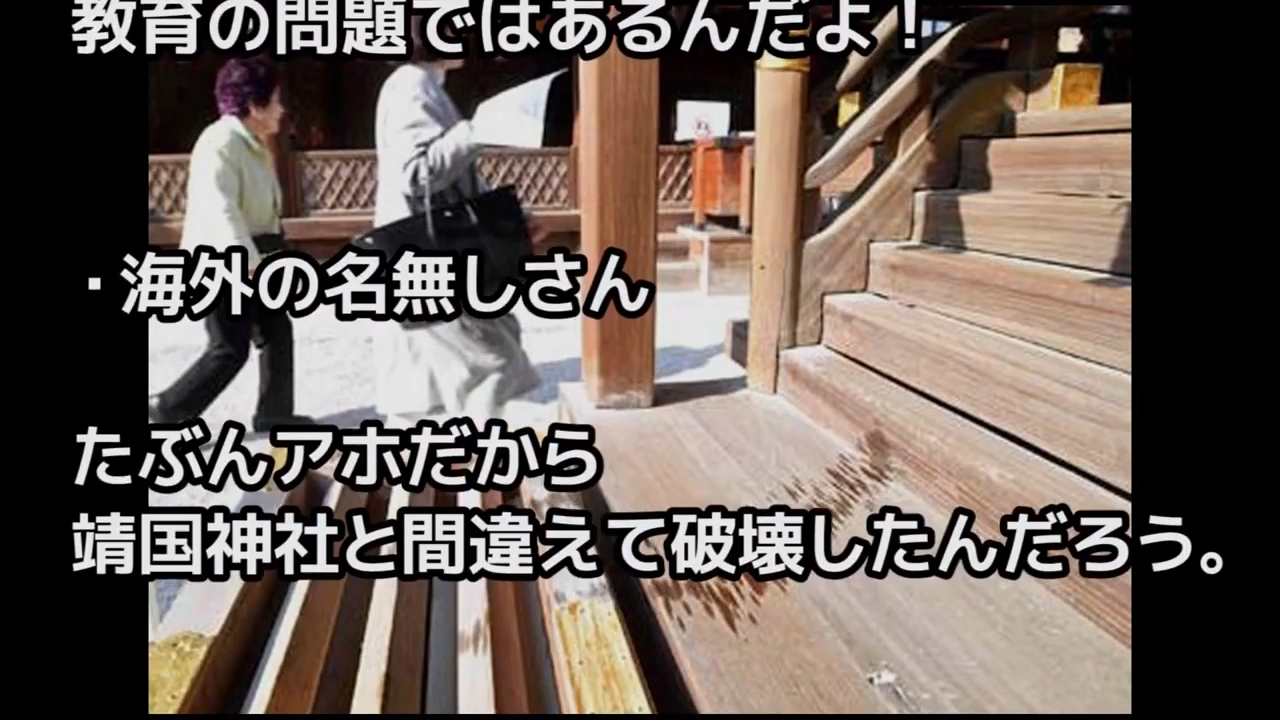 教育の問題ではあるんだよ！
・海外の名無しさん
たぶんアホだから
靖国神社と間違えて破壊したんだろう。